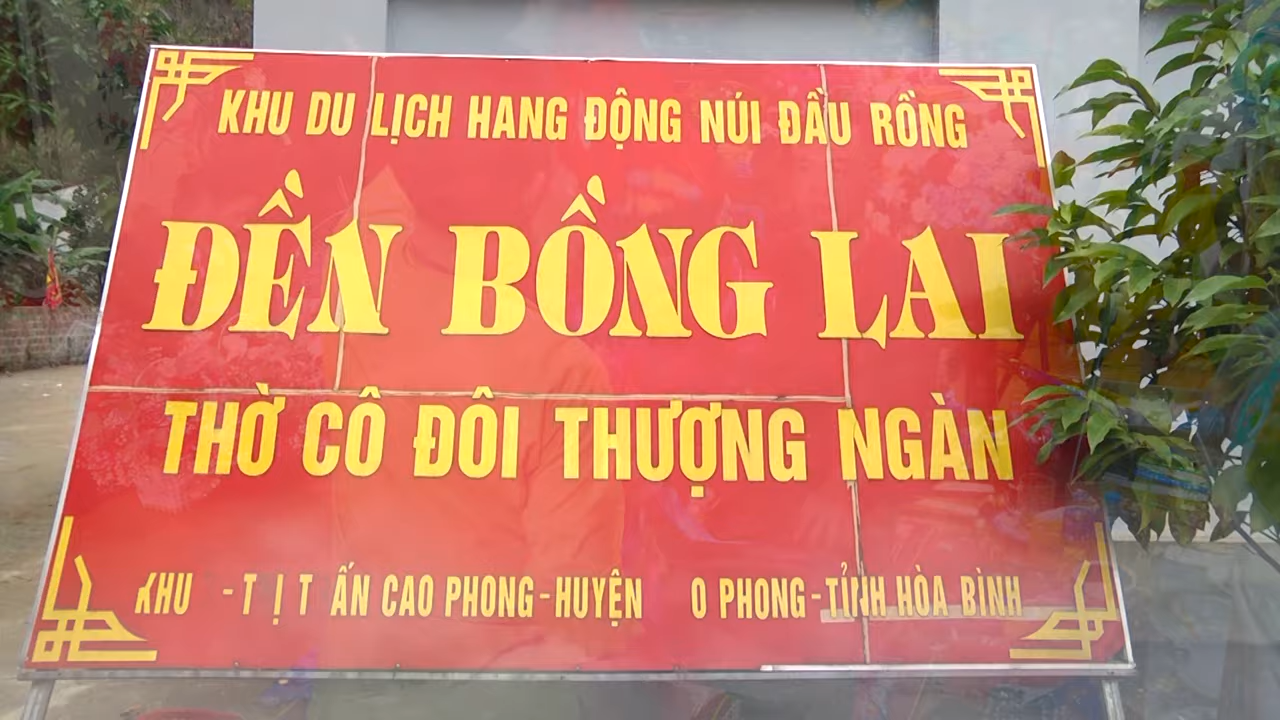 KHU DU LỊCH HANG ĐỘNG NÚI ĐẦU RỒNG
ĐỀN BỒNG LAI
THỜ CÔ ĐÔI THƯỢNG NGÀN
KHU - CAO PHONG - HUYỆN PHONG - TỈNH HÒA BÌNH